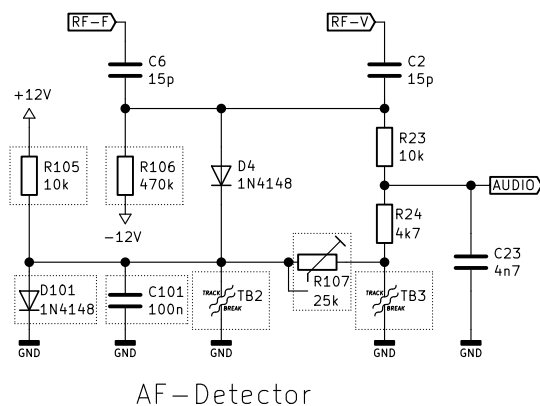 RF-F
RF-V
C6
15p
C2
15p
+12V
R105
10k
R106
470k
D4
1N4148
R23
10k
AUDIO
-12V
R24
4k7
C23
4n7
D101
1N4148
C101
100n
TRACK
BREAK
TB2
R107
25k
TRACK
BREAK
TB3
GND
GND
GND
GND
GND
AF-Detector